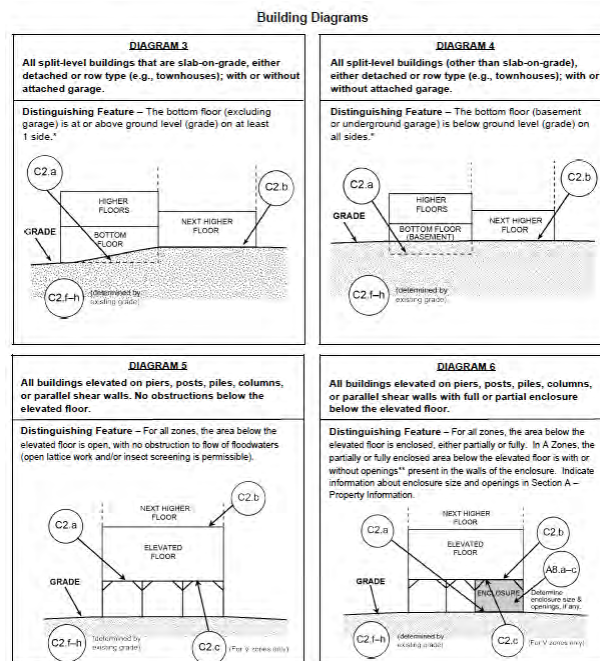 Building Diagrams
DIAGRAM 3
All split-level buildings that are slab-on-grade, either
detached or row type (e.g., townhouses); with or without
attached garage.
Distinguishing Feature – The bottom floor (excluding
garage) is at or above ground level (grade) on at least
1 side.*
C2.a
C2.b
HIGHER
FLOORS
NEXT HIGHER
FLOOR
GRADE
BOTTOM
FLOOR
C2.f–h
(determined by
existing grade)
DIAGRAM 4
All split-level buildings (other than slab-on-grade),
either detached or row type (e.g., townhouses); with or
without attached garage.
Distinguishing Feature – The bottom floor (basement
or underground garage) is below ground level (grade) on
all sides.*
C2.a
C2.b
HIGHER
FLOORS
GRADE
NEXT HIGHER
FLOOR
BOTTOM FLOOR
(BASEMENT)
C2.f–h
(determined by
existing grade)
DIAGRAM 5
All buildings elevated on piers, posts, piles, columns,
or parallel shear walls. No obstructions below the
elevated floor.
Distinguishing Feature – For all zones, the area below the
elevated floor is open, with no obstruction to flow of floodwaters
(open lattice work and/or insect screening is permissible).
C2.b
C2.a
NEXT HIGHER
FLOOR
ELEVATED
FLOOR
GRADE
C2.f–h
(determined by
existing grade)
C2.c
(For V zones only)
DIAGRAM 6
All buildings elevated on piers, posts, piles, columns,
or parallel shear walls with full or partial enclosure
below the elevated floor.
Distinguishing Feature – For all zones, the area below the
elevated floor is enclosed, either partially or fully. In A Zones, the
partially or fully enclosed area below the elevated floor is with or
without openings** present in the walls of the enclosure. Indicate
information about enclosure size and openings in Section A –
Property Information.
NEXT HIGHER
FLOOR
C2.a
C2.b
ELEVATED
FLOOR
A8.a–c
GRADE
ENCLOSURE
Determine
enclosure size &
openings, if any.
C2.f–h
(determined by
existing grade)
C2.c
(For V zones only)